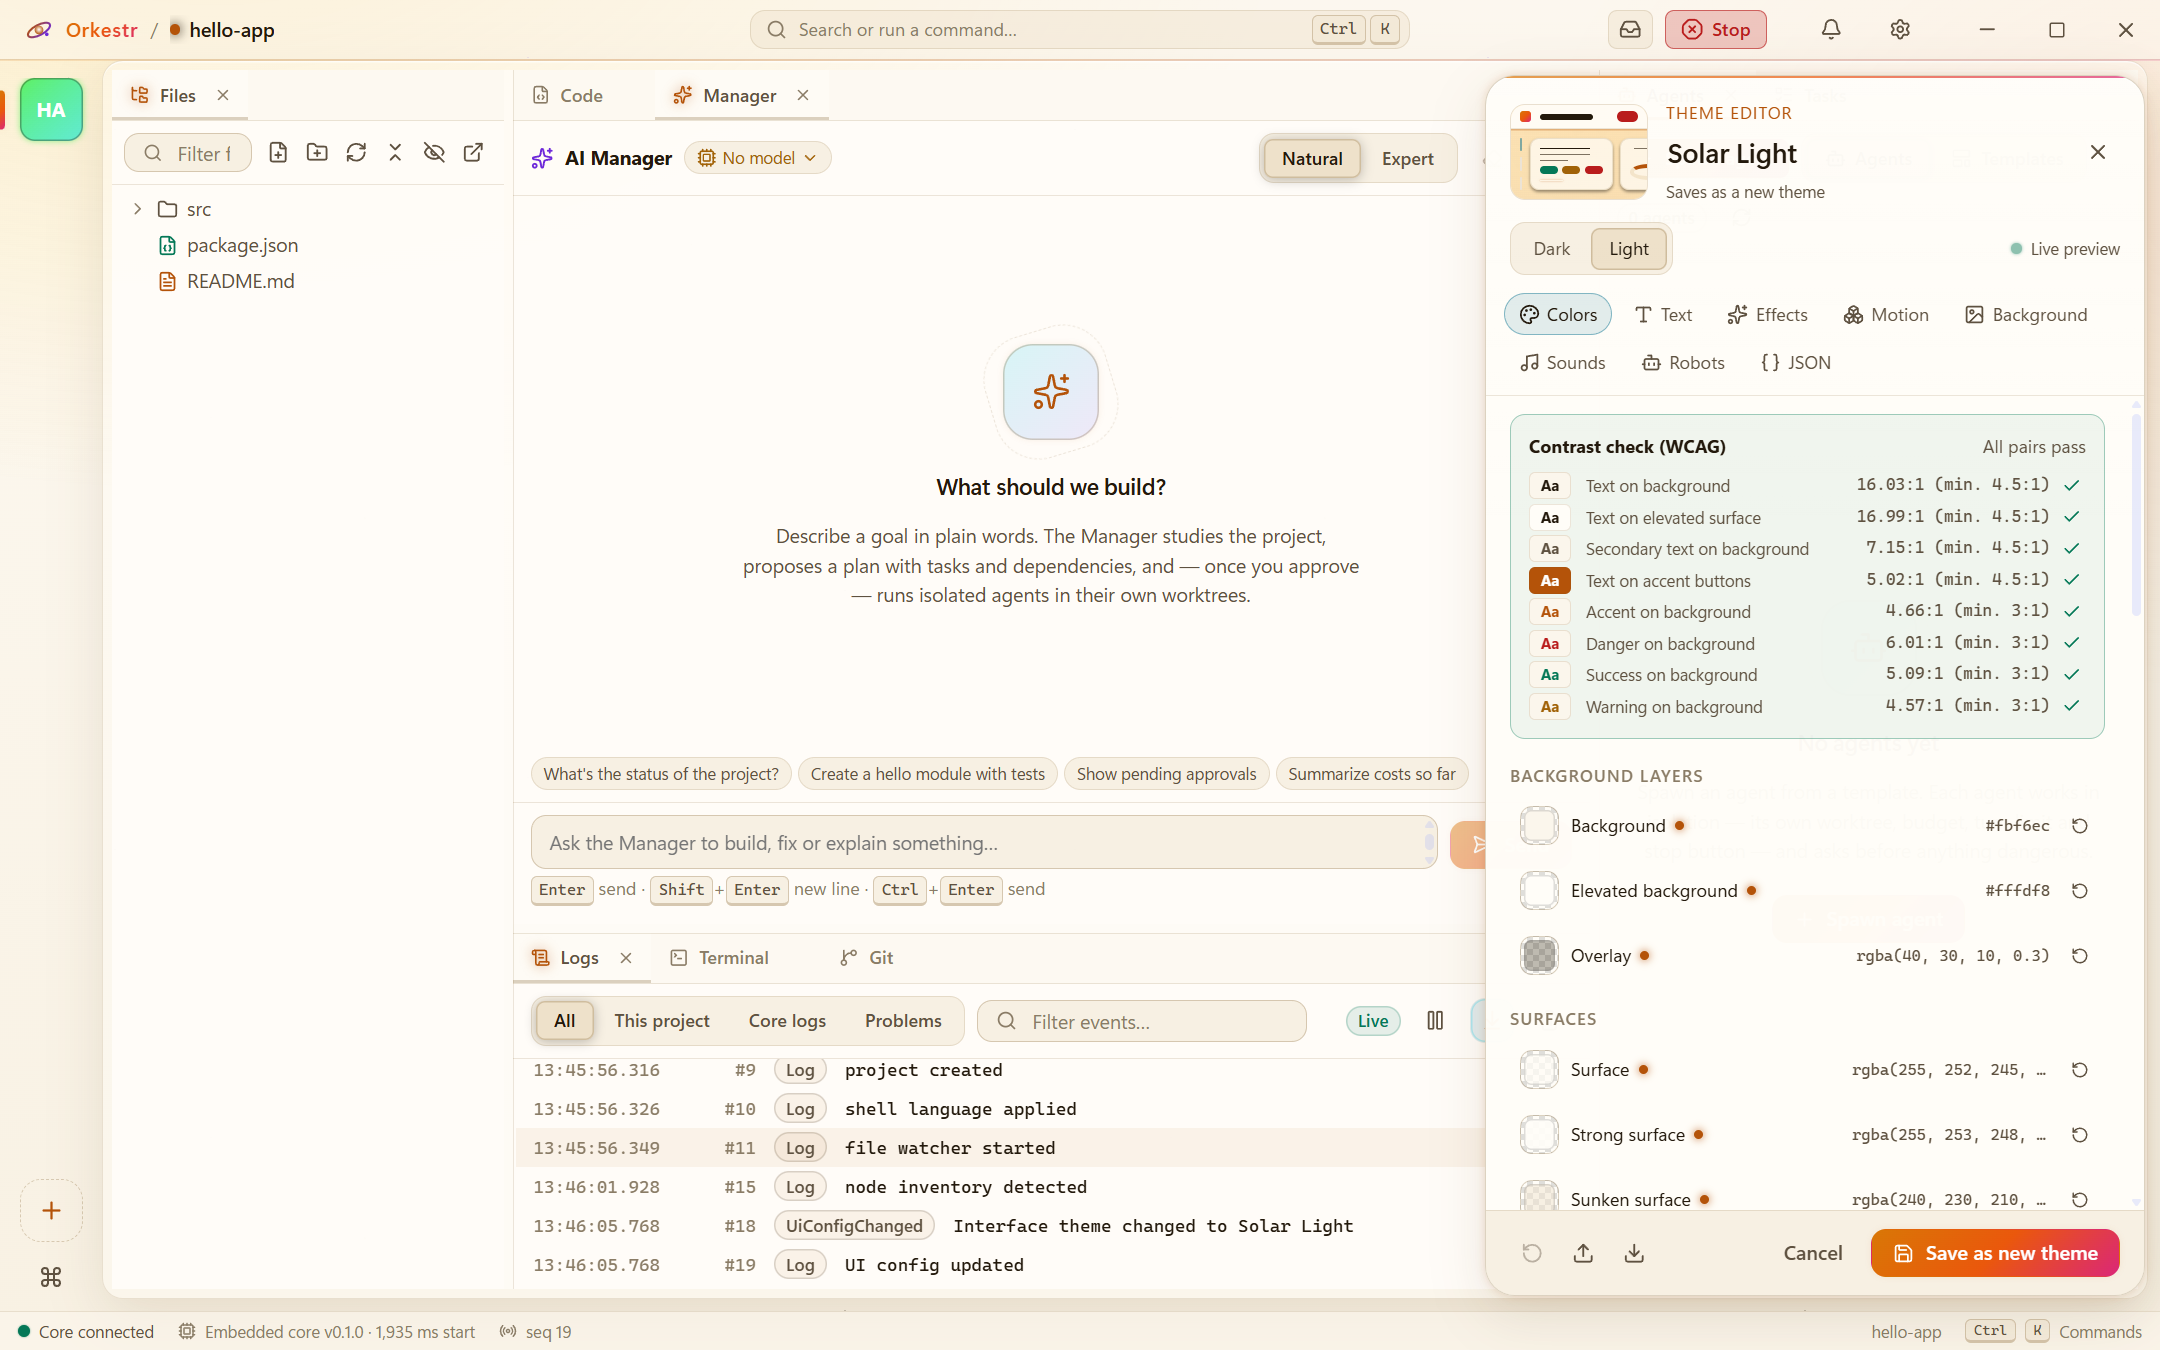 Orkestr / hello-app
Search or run a command... Ctrl K
Stop
HA
Files
Filter f
src
package.json
README.md
Code
Manager
AI Manager
No model
Natural
Expert
What should we build?
Describe a goal in plain words. The Manager studies the project,
proposes a plan with tasks and dependencies, and — once you approve
— runs isolated agents in their own worktrees.
What's the status of the project?
Create a hello module with tests
Show pending approvals
Summarize costs so far
Ask the Manager to build, fix or explain something...
Enter send · Shift + Enter new line · Ctrl + Enter send
Logs
Terminal
Git
All
This project
Core logs
Problems
Filter events...
Live
13:45:56.316 #9 Log project created
13:45:56.326 #10 Log shell language applied
13:45:56.349 #11 Log file watcher started
13:46:01.928 #15 Log node inventory detected
13:46:05.768 #18 UiConfigChanged Interface theme changed to Solar Light
13:46:05.768 #19 Log UI config updated
THEME EDITOR
Solar Light
Saves as a new theme
Dark
Light
Live preview
Colors
Text
Effects
Motion
Background
Sounds
Robots
JSON
Contrast check (WCAG) All pairs pass
Aa Text on background 16.03:1 (min. 4.5:1)
Aa Text on elevated surface 16.99:1 (min. 4.5:1)
Aa Secondary text on background 7.15:1 (min. 4.5:1)
Aa Text on accent buttons 5.02:1 (min. 4.5:1)
Aa Accent on background 4.66:1 (min. 3:1)
Aa Danger on background 6.01:1 (min. 3:1)
Aa Success on background 5.09:1 (min. 3:1)
Aa Warning on background 4.57:1 (min. 3:1)
No agents yet
BACKGROUND LAYERS
Background #fbf6ec
Elevated background #fffdf8
Overlay rgba(40, 30, 10, 0.3)
SURFACES
Surface rgba(255, 252, 245, …
Strong surface rgba(255, 253, 248, …
Sunken surface rgba(240, 230, 210, …
Cancel
Save as new theme
Core connected
Embedded core v0.1.0 · 1,935 ms start
seq 19
hello-app
Ctrl K Commands